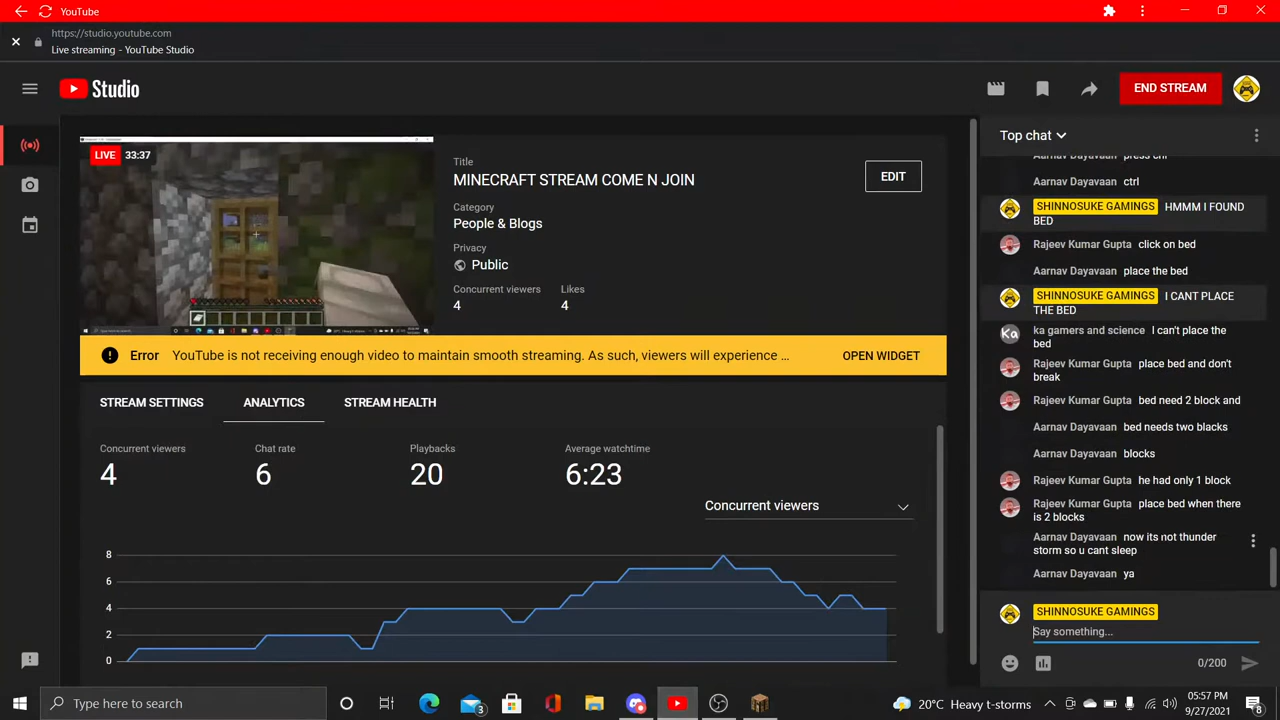 YouTube
https://studio.youtube.com
Live streaming - YouTube Studio
Studio
END STREAM
LIVE 33:37
Title
MINECRAFT STREAM COME N JOIN
EDIT
Category
People & Blogs
Privacy
Public
Concurrent viewers Likes
4 4
Error YouTube is not receiving enough video to maintain smooth streaming. As such, viewers will experience ... OPEN WIDGET
STREAM SETTINGS ANALYTICS STREAM HEALTH
Concurrent viewers Chat rate Playbacks Average watchtime
4 6 20 6:23
Concurrent viewers
8
6
4
2
0
Top chat
Aarnav Dayavaan
Aarnav Dayavaan ctrl
SHINNOSUKE GAMINGS HMMM I FOUND
BED
Rajeev Kumar Gupta click on bed
Aarnav Dayavaan place the bed
SHINNOSUKE GAMINGS I CANT PLACE
THE BED
Ka ka gamers and science I can't place the
bed
Rajeev Kumar Gupta place bed and don't
break
Rajeev Kumar Gupta bed need 2 block and
Aarnav Dayavaan bed needs two blacks
Aarnav Dayavaan blocks
Rajeev Kumar Gupta he had only 1 block
Rajeev Kumar Gupta place bed when there
is 2 blocks
Aarnav Dayavaan now its not thunder
storm so u cant sleep
Aarnav Dayavaan ya
SHINNOSUKE GAMINGS
Say something...
0/200
Type here to search
3
20°C Heavy t-storms
05:57 PM
9/27/2021
8